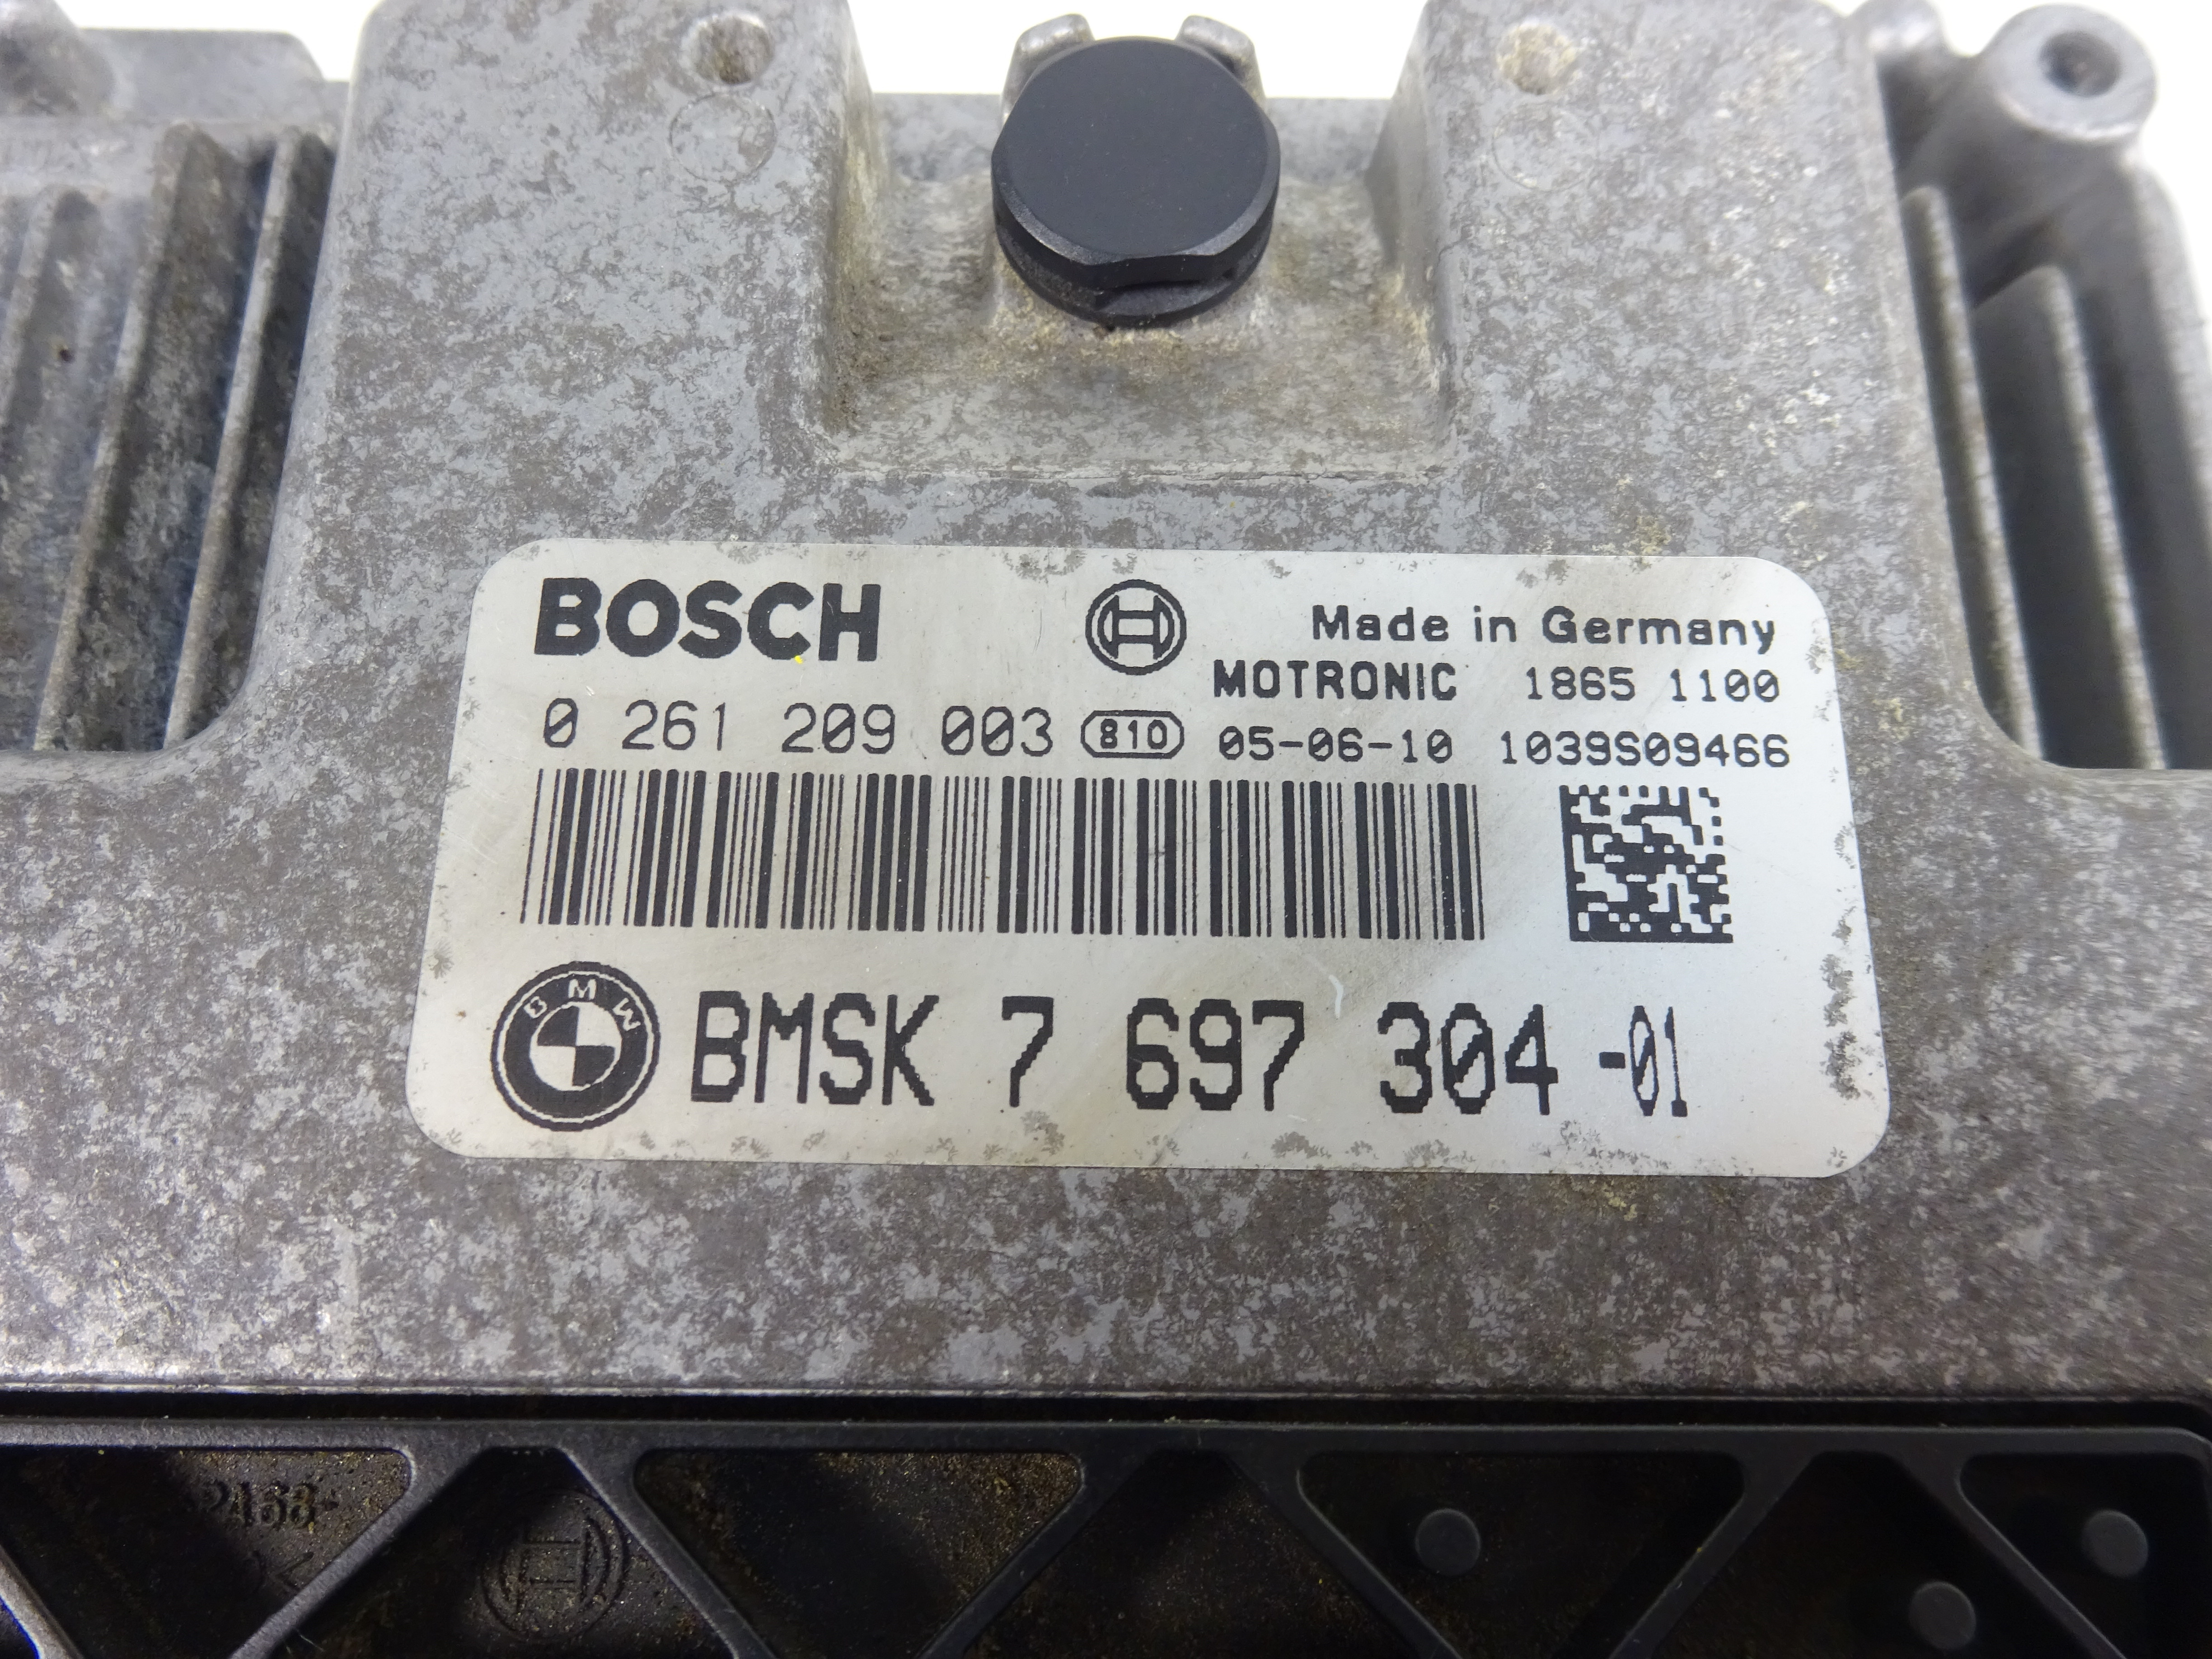 BOSCH
Made in Germany
MOTRONIC 1865 1100
0 261 209 003 810 05-06-10 1039S09466
BMW
BMSK 7 697 304 -01